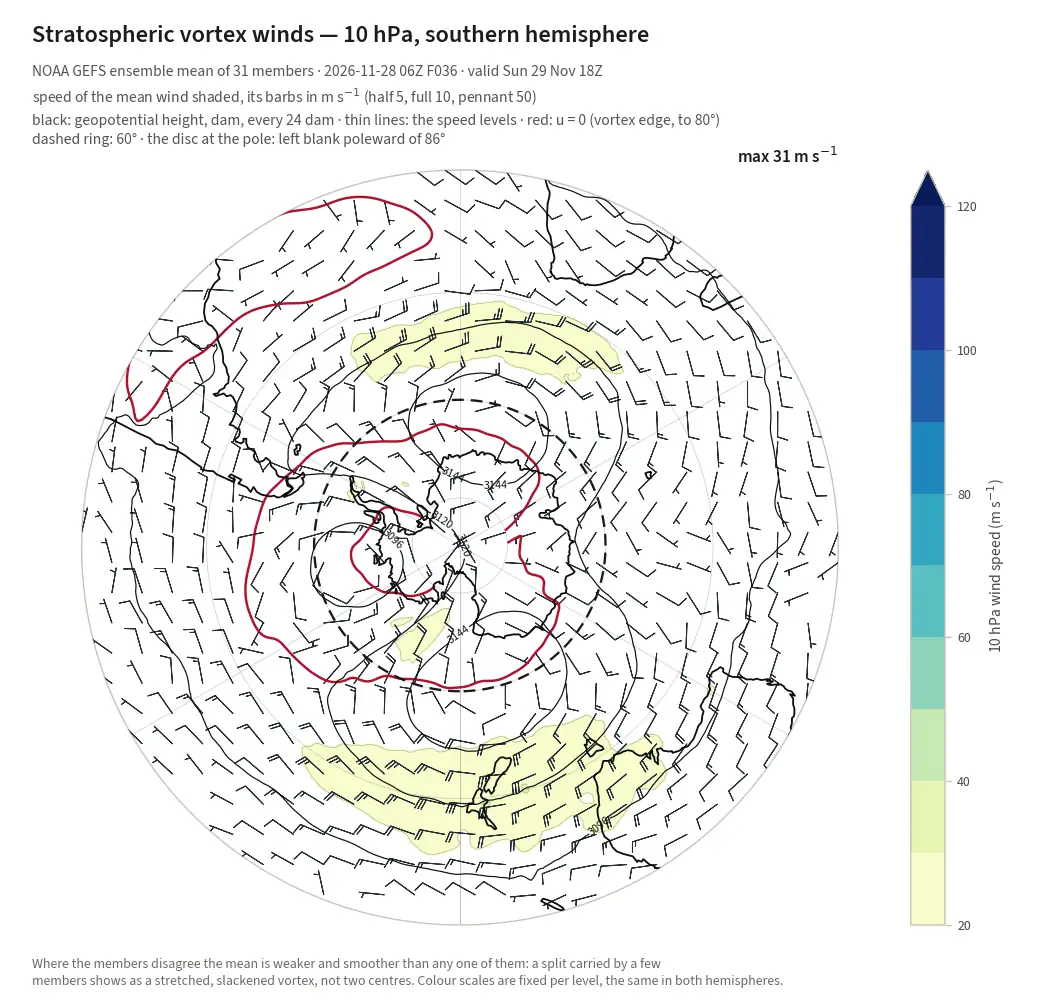 Stratospheric vortex winds — 10 hPa, southern hemisphere
NOAA GEFS ensemble mean of 31 members · 2026-11-28 06Z F036 · valid Sun 29 Nov 18Z
speed of the mean wind shaded, its barbs in m s⁻¹ (half 5, full 10, pennant 50)
black: geopotential height, dam, every 24 dam · thin lines: the speed levels · red: u = 0 (vortex edge, to 80°)
dashed ring: 60° · the disc at the pole: left blank poleward of 86°
max 31 m s⁻¹
120
100
80
60
40
20
10 hPa wind speed (m s⁻¹)
3144
3120
3096
3144
Where the members disagree the mean is weaker and smoother than any one of them: a split carried by a few
members shows as a stretched, slackened vortex, not two centres. Colour scales are fixed per level, the same in both hemispheres.